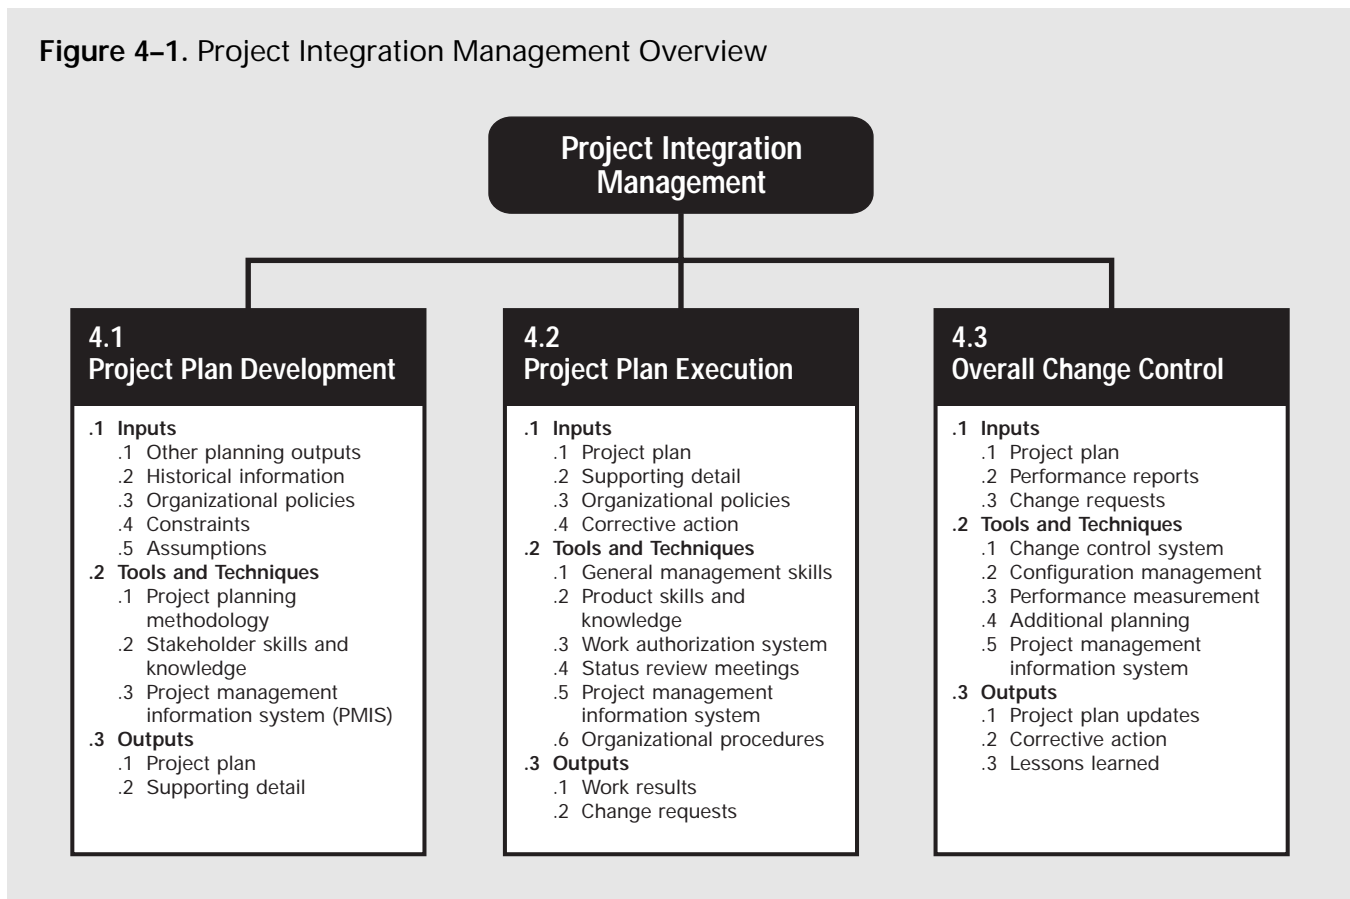 Figure 4–1. Project Integration Management Overview
Project Integration
Management
4.1
Project Plan Development
.1 Inputs
.1 Other planning outputs
.2 Historical information
.3 Organizational policies
.4 Constraints
.5 Assumptions
.2 Tools and Techniques
.1 Project planning
methodology
.2 Stakeholder skills and
knowledge
.3 Project management
information system (PMIS)
.3 Outputs
.1 Project plan
.2 Supporting detail
4.2
Project Plan Execution
.1 Inputs
.1 Project plan
.2 Supporting detail
.3 Organizational policies
.4 Corrective action
.2 Tools and Techniques
.1 General management skills
.2 Product skills and
knowledge
.3 Work authorization system
.4 Status review meetings
.5 Project management
information system
.6 Organizational procedures
.3 Outputs
.1 Work results
.2 Change requests
4.3
Overall Change Control
.1 Inputs
.1 Project plan
.2 Performance reports
.3 Change requests
.2 Tools and Techniques
.1 Change control system
.2 Configuration management
.3 Performance measurement
.4 Additional planning
.5 Project management
information system
.3 Outputs
.1 Project plan updates
.2 Corrective action
.3 Lessons learned